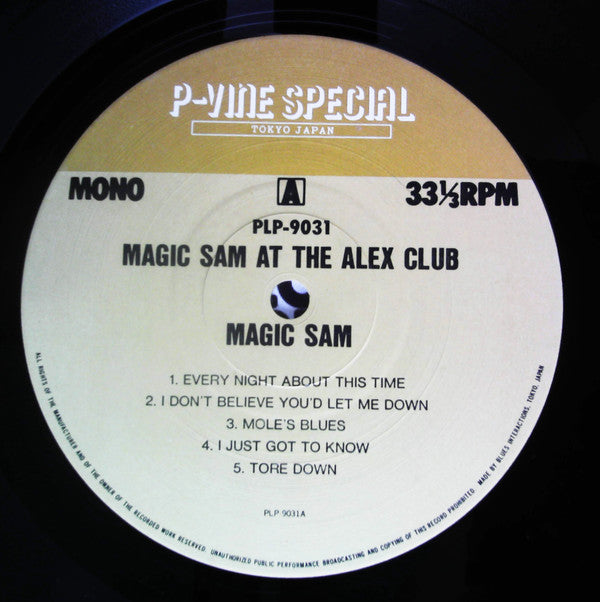 P-VINE SPECIAL
TOKYO JAPAN
MONO
A
33⅓RPM
PLP-9031
MAGIC SAM AT THE ALEX CLUB
MAGIC SAM
1. EVERY NIGHT ABOUT THIS TIME
2. I DON'T BELIEVE YOU'D LET ME DOWN
3. MOLE'S BLUES
4. I JUST GOT TO KNOW
5. TORE DOWN
PLP 9031A
ALL RIGHTS OF THE MANUFACTURER AND OF THE OWNER OF THE RECORDED WORK RESERVED. UNAUTHORIZED PUBLIC PERFORMANCE BROADCASTING AND COPYING OF THIS RECORD PROHIBITED. MADE BY BLUES INTERACTIONS, TOKYO, JAPAN